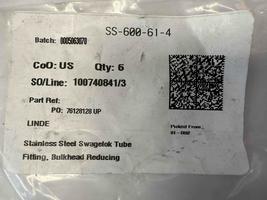 SS-600-61-4
Batch: 0005063070
CoO: US Qty: 6
SO/Line: 100740841/3
Part Ref:
PO: 76128128 UP
LINDE
Picked From:
Stainless Steel Swagelok Tube
Fitting, Bulkhead Reducing